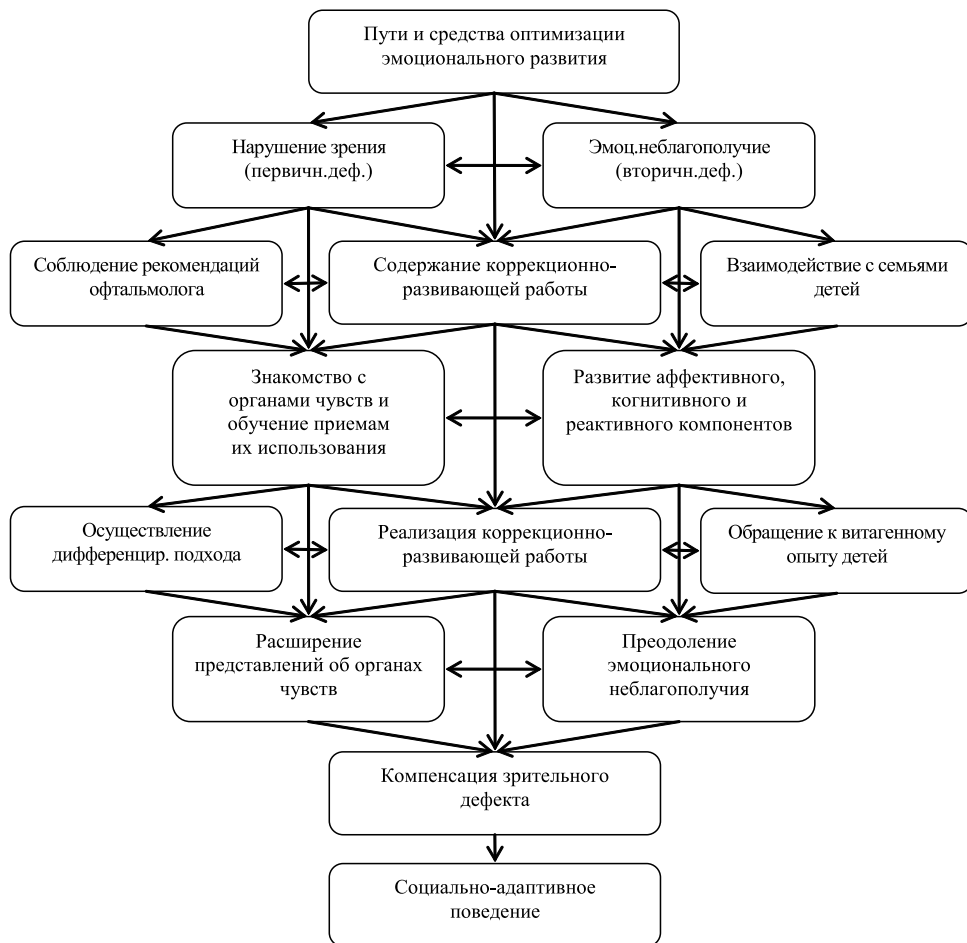 Пути и средства оптимизации
эмоционального развития
Нарушение зрения
(первичн.деф.)
Эмоц.неблагополучие
(вторичн.деф.)
Соблюдение рекомендаций
офтальмолога
Содержание коррекционно-
развивающей работы
Взаимодействие с семьями
детей
Знакомство с
органами чувств и
обучение приемам
их использования
Развитие аффективного,
когнитивного и
реактивного компонентов
Осуществление
дифференцир. подхода
Реализация коррекционно-
развивающей работы
Обращение к витагенному
опыту детей
Расширение
представлений об органах
чувств
Преодоление
эмоционального
неблагополучия
Компенсация зрительного
дефекта
Социально-адаптивное
поведение